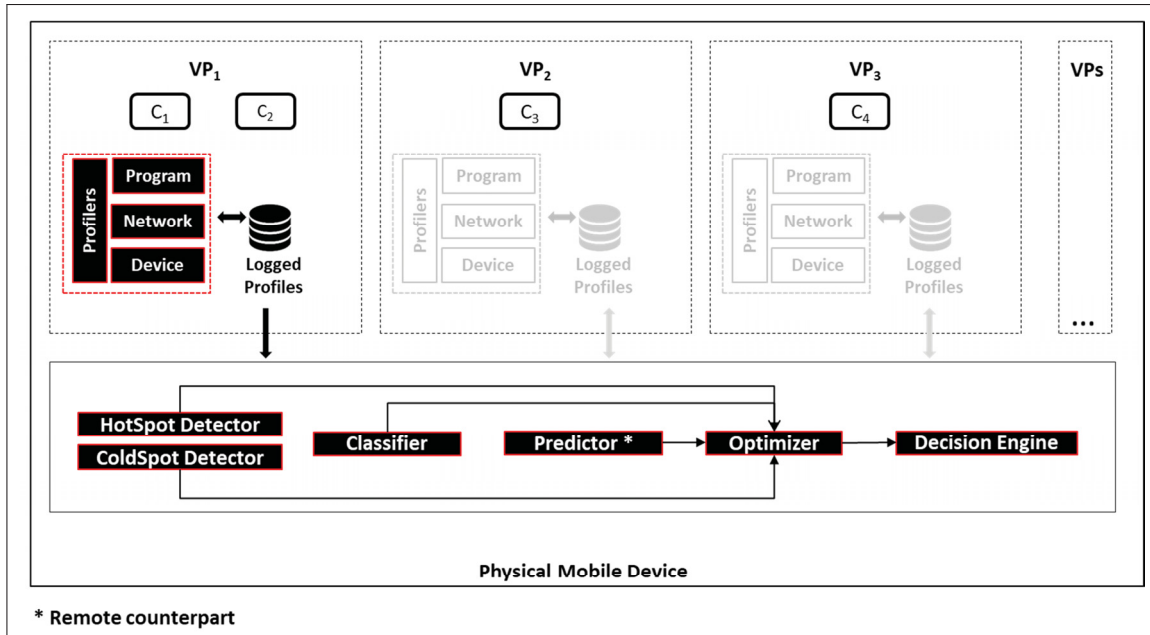 VP1
VP2
VP3
VPs
C1
C2
C3
C4
Profilers
Program
Network
Device
Logged
Profiles
Profilers
Program
Network
Device
Logged
Profiles
Profilers
Program
Network
Device
Logged
Profiles
...
HotSpot Detector
ColdSpot Detector
Classifier
Predictor *
Optimizer
Decision Engine
Physical Mobile Device
* Remote counterpart